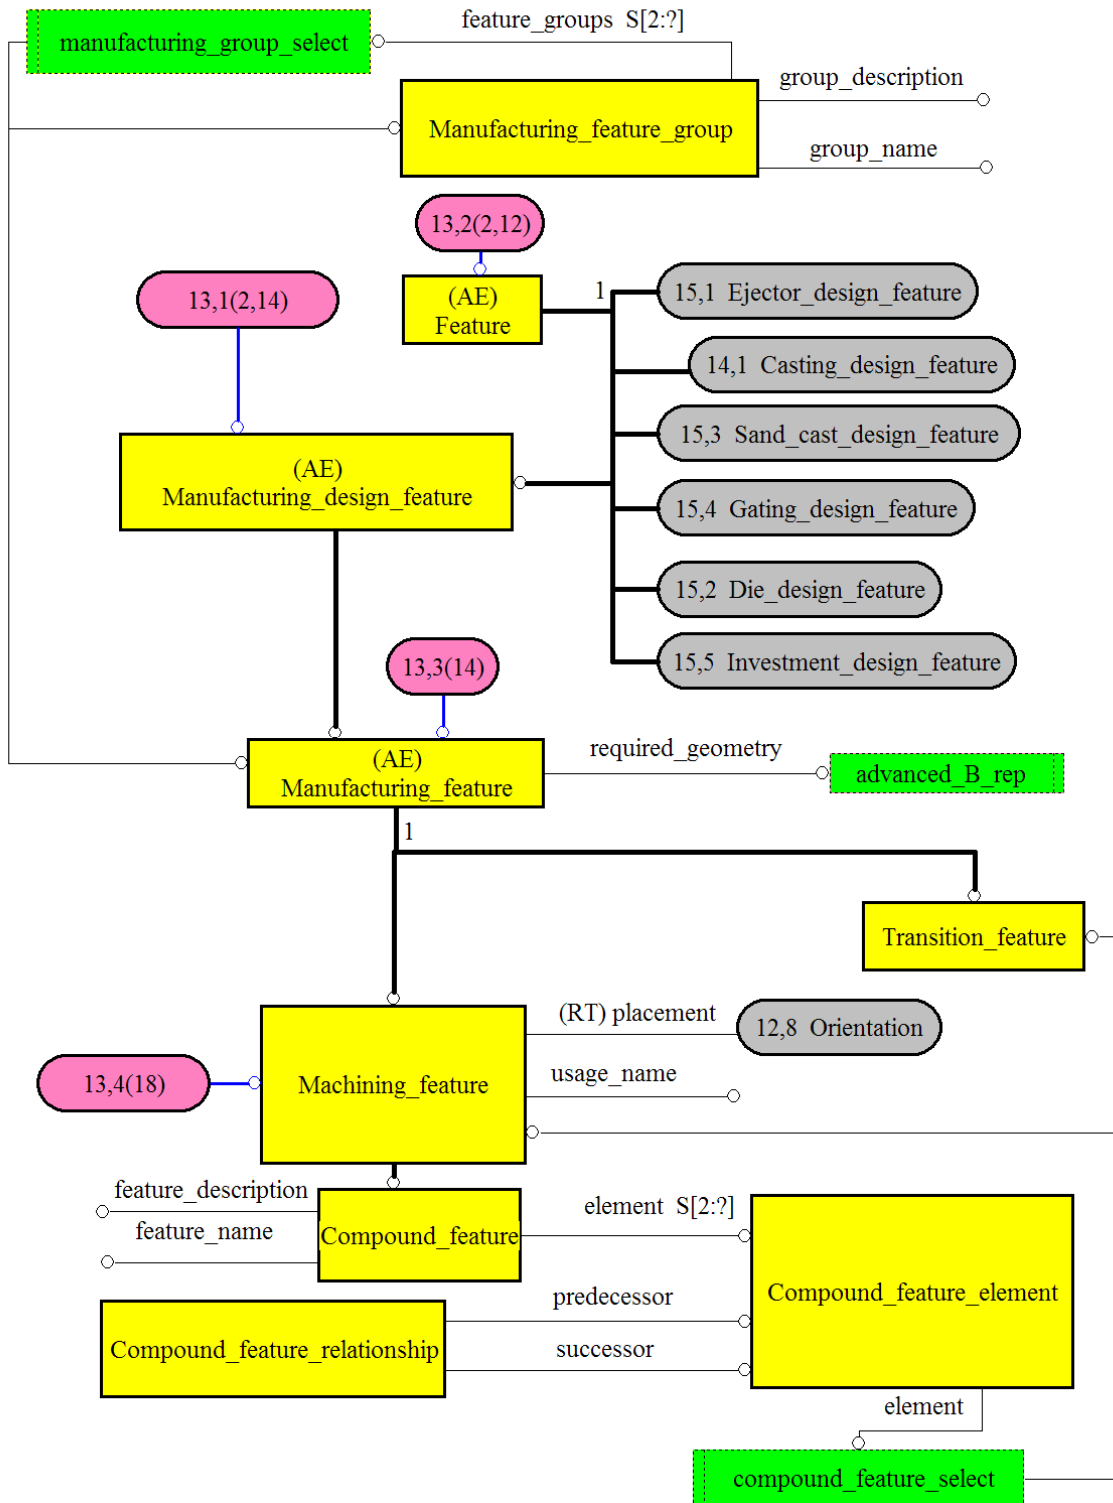 feature_groups S[2:?]
manufacturing_group_select
group_description
Manufacturing_feature_group
group_name
13,2(2,12)
13,1(2,14)
(AE)
Feature
1
15,1 Ejector_design_feature
14,1 Casting_design_feature
15,3 Sand_cast_design_feature
(AE)
Manufacturing_design_feature
15,4 Gating_design_feature
15,2 Die_design_feature
15,5 Investment_design_feature
13,3(14)
(AE)
Manufacturing_feature
required_geometry
advanced_B_rep
1
Transition_feature
(RT) placement
12,8 Orientation
usage_name
13,4(18)
Machining_feature
feature_description
feature_name
Compound_feature
element S[2:?]
Compound_feature_element
predecessor
Compound_feature_relationship
successor
element
compound_feature_select